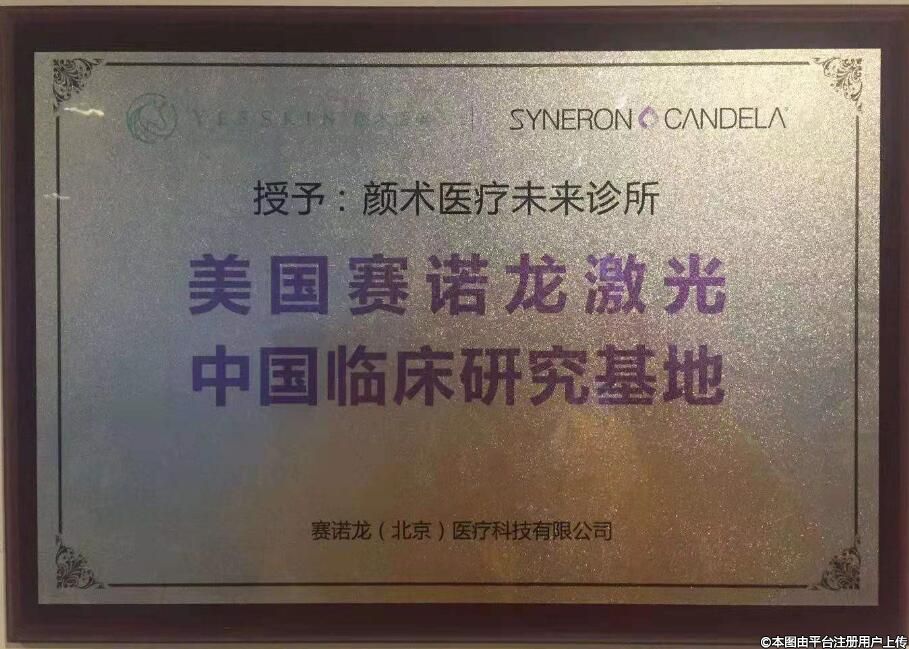 YESSKIN
SYNERON CANDELA
授予：颜术医疗未来诊所
美国赛诺龙激光
中国临床研究基地
赛诺龙（北京）医疗科技有限公司
©本图由平台注册用户上传